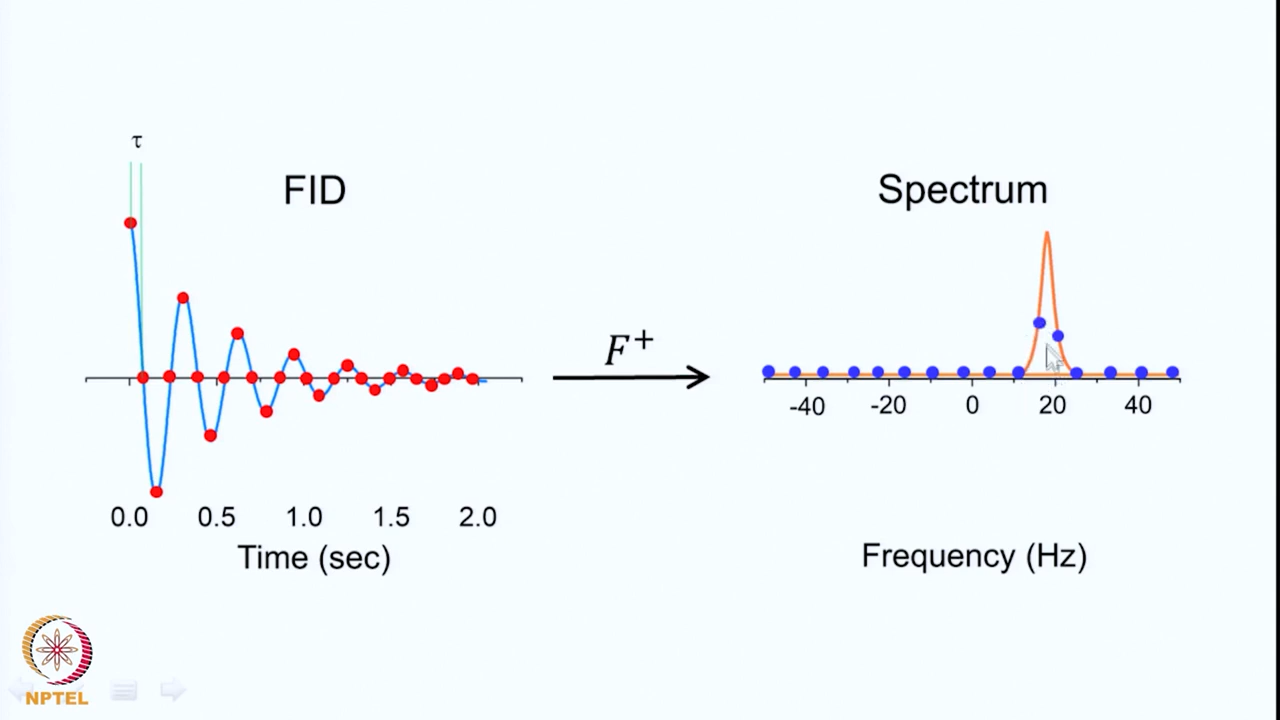 τ
FID
Spectrum
F⁺
0.0 0.5 1.0 1.5 2.0
Time (sec)
-40 -20 0 20 40
Frequency (Hz)
NPTEL